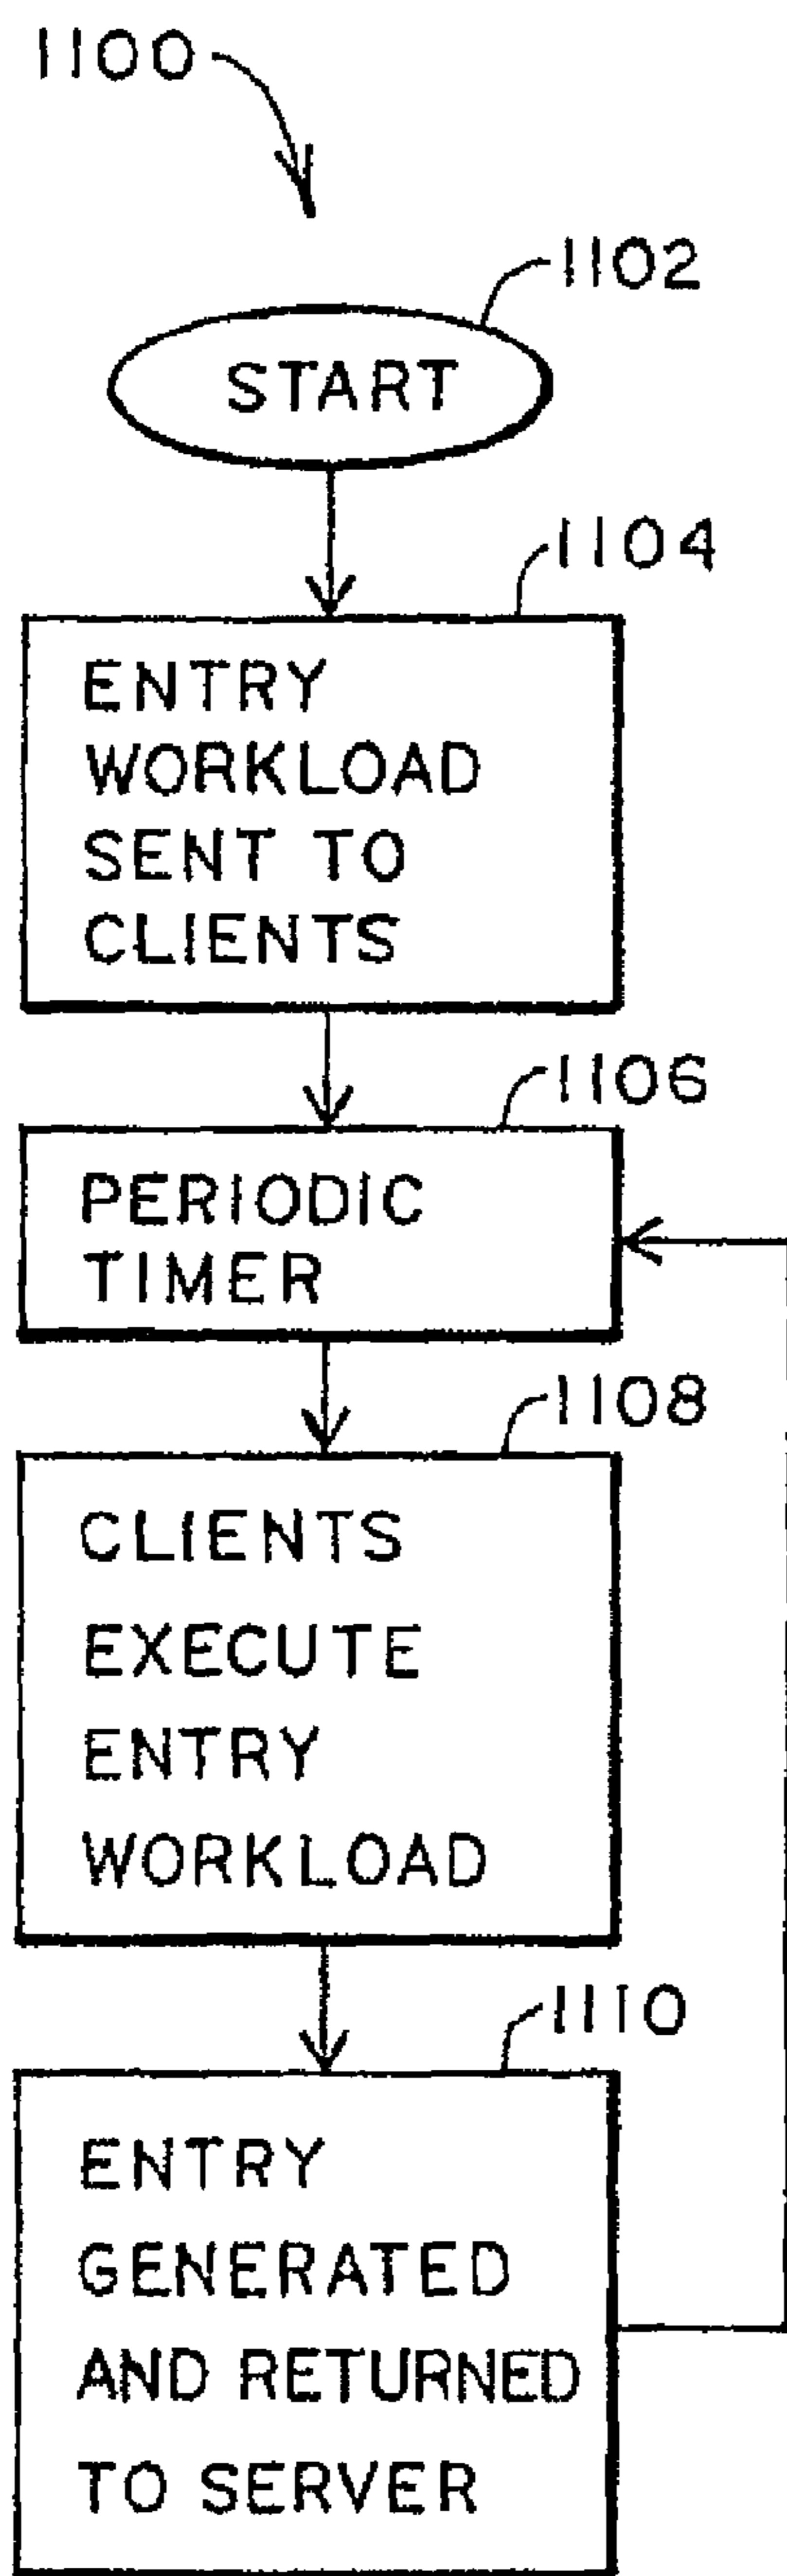 1100
1102
START
1104
ENTRY
WORKLOAD
SENT TO
CLIENTS
1106
PERIODIC
TIMER
1108
CLIENTS
EXECUTE
ENTRY
WORKLOAD
1110
ENTRY
GENERATED
AND RETURNED
TO SERVER